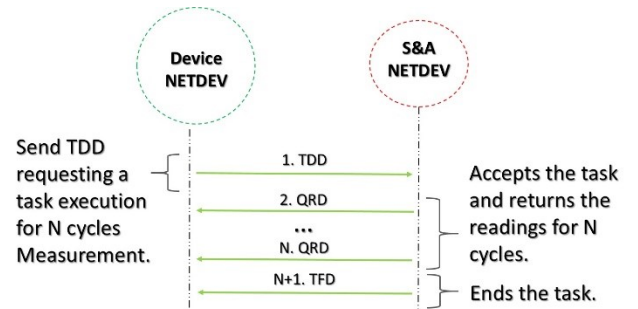 Device
NETDEV
S&A
NETDEV
Send TDD
requesting a
task execution
for N cycles
Measurement.
1. TDD
2. QRD
...
N. QRD
N+1. TFD
Accepts the task
and returns the
readings for N
cycles.
Ends the task.